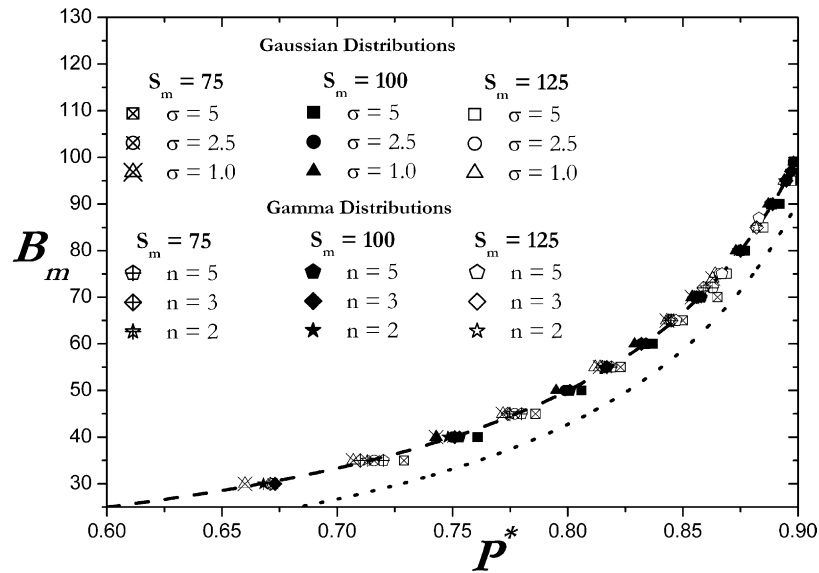 130
120
110
100
90
80
70
60
50
40
30
B_m
Gaussian Distributions
S_m = 75 S_m = 100 S_m = 125
σ = 5 σ = 5 σ = 5
σ = 2.5 σ = 2.5 σ = 2.5
σ = 1.0 σ = 1.0 σ = 1.0
Gamma Distributions
S_m = 75 S_m = 100 S_m = 125
n = 5 n = 5 n = 5
n = 3 n = 3 n = 3
n = 2 n = 2 n = 2
0.60 0.65 0.70 0.75 0.80 0.85 0.90
P*